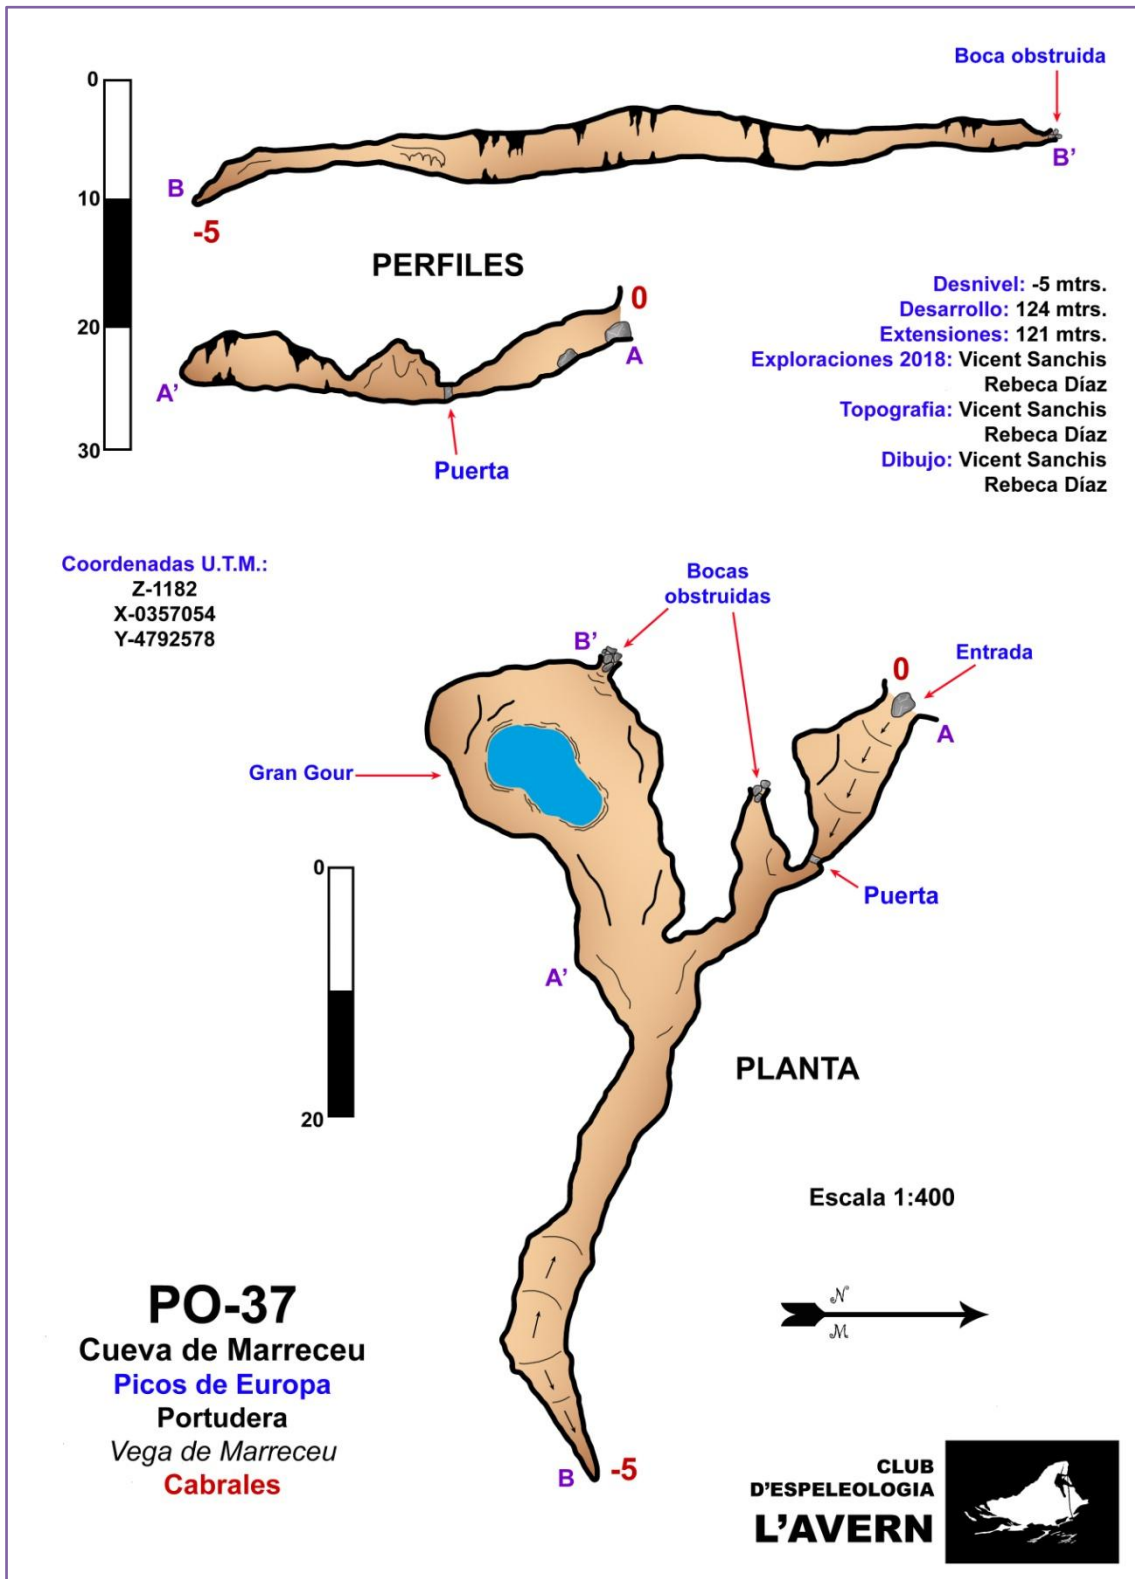 0
10
20
30
Boca obstruida
B
B'
-5
PERFILES
0
A
A'
Puerta
Desnivel: -5 mtrs.
Desarrollo: 124 mtrs.
Extensiones: 121 mtrs.
Exploraciones 2018: Vicent Sanchis
Rebeca Díaz
Topografia: Vicent Sanchis
Rebeca Díaz
Dibujo: Vicent Sanchis
Rebeca Díaz
Coordenadas U.T.M.:
Z-1182
X-0357054
Y-4792578
Bocas
obstruidas
B'
0
Entrada
A
Gran Gour
Puerta
0
20
A'
PLANTA
Escala 1:400
N
M
B
-5
PO-37
Cueva de Marreceu
Picos de Europa
Portudera
Vega de Marreceu
Cabrales
CLUB
D'ESPELEOLOGIA
L'AVERN